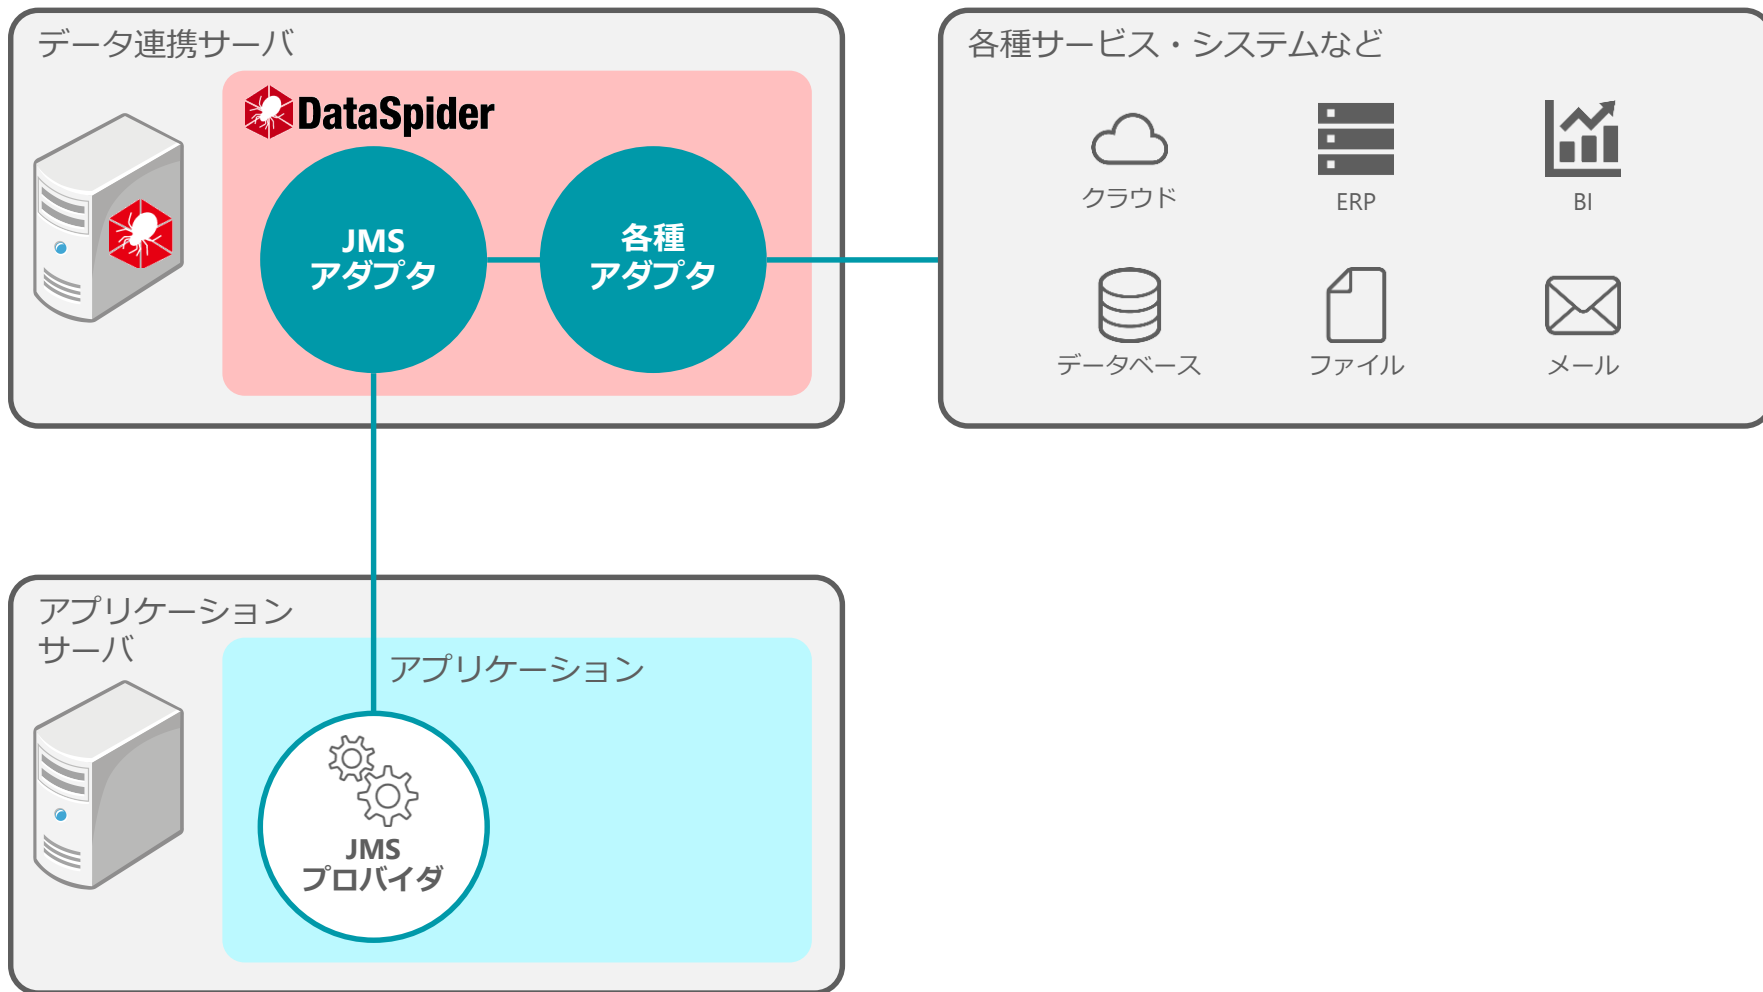 データ連携サーバ
DataSpider
JMS
アダプタ
各種
アダプタ
各種サービス・システムなど
クラウド
ERP
BI
データベース
ファイル
メール
アプリケーション
サーバ
アプリケーション
JMS
プロバイダ